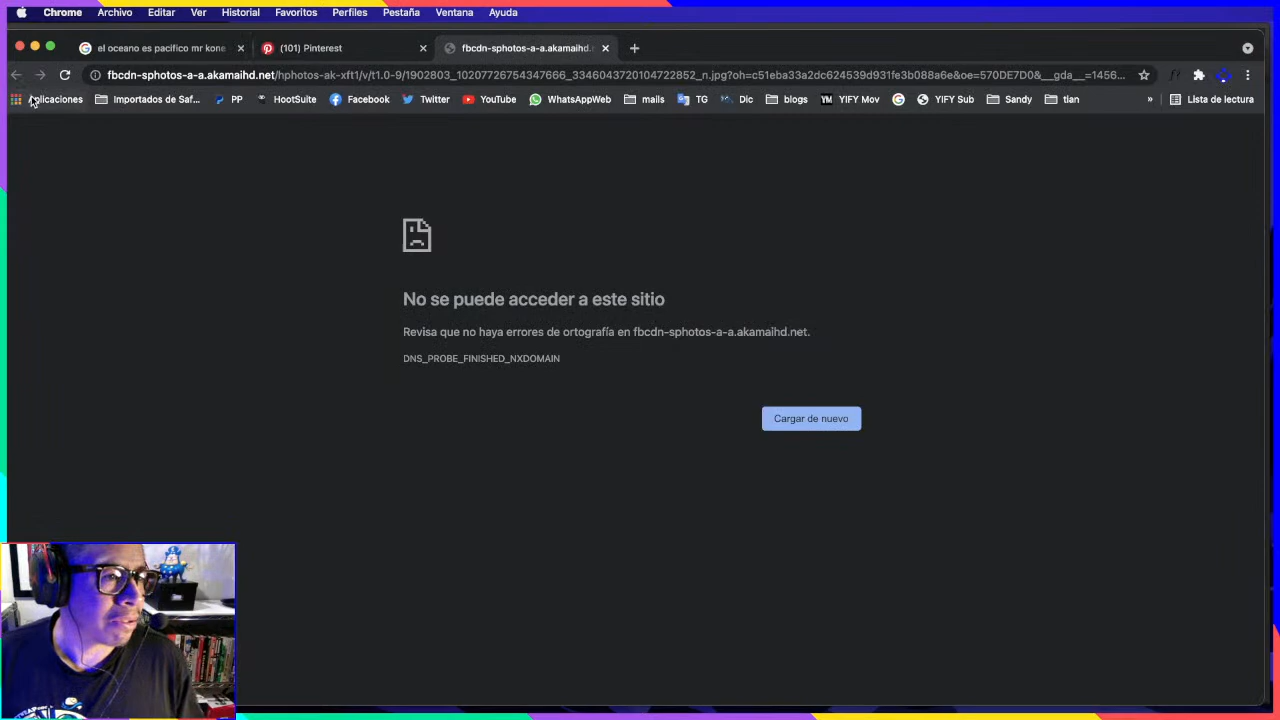 Chrome Archivo Editar Ver Historial Favoritos Perfiles Pestaña Ventana Ayuda
el oceano es pacifico mr kone
(101) Pinterest
fbcdn-sphotos-a-a.akamaihd.
fbcdn-sphotos-a-a.akamaihd.net/hphotos-ak-xft1/v/t1.0-9/1902803_10207726754347666_3346043720104722852_n.jpg?oh=c51eba33a2dc624539d931fe3b0c6a6e&oe=570DE7D0&__gda__=1456...
Aplicaciones Importados de Saf... PP HootSuite Facebook Twitter YouTube WhatsAppWeb mails TG Dic blogs YM YIFY Mov YIFY Sub Sandy tian » Lista de lectura
No se puede acceder a este sitio
Revisa que no haya errores de ortografía en fbcdn-sphotos-a-a.akamaihd.net.
DNS_PROBE_FINISHED_NXDOMAIN
Cargar de nuevo